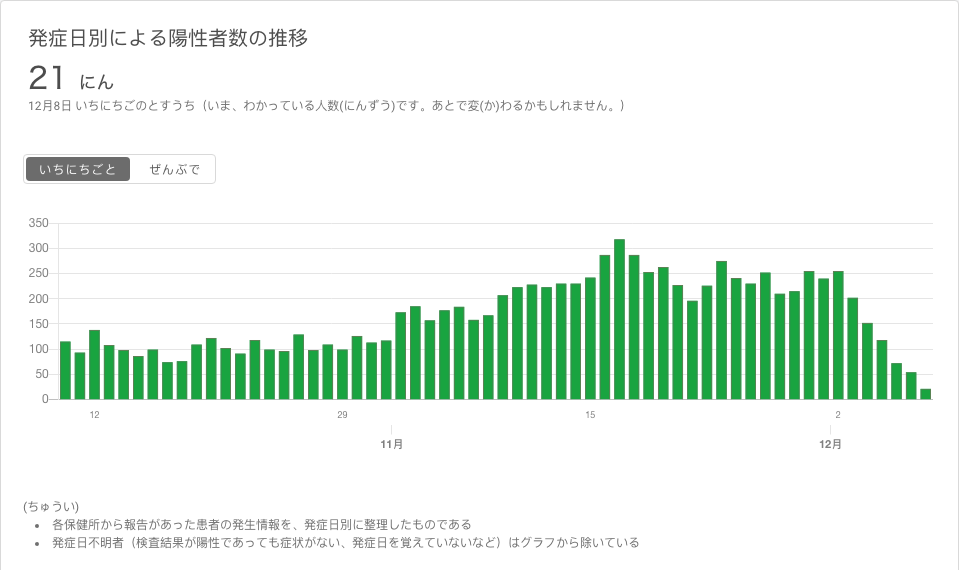 発症日別による陽性者数の推移
21 にん
12月8日 いちにちごのとすうち（いま、わかっている人数(にんずう)です。あとで変(か)わるかもしれません。）
いちにちごと ぜんぶで
350
300
250
200
150
100
50
0
12 29 15 2
11月 12月
(ちゅうい)
• 各保健所から報告があった患者の発生情報を、発症日別に整理したものである
• 発症日不明者（検査結果が陽性であっても症状がない、発症日を覚えていないなど）はグラフから除いている